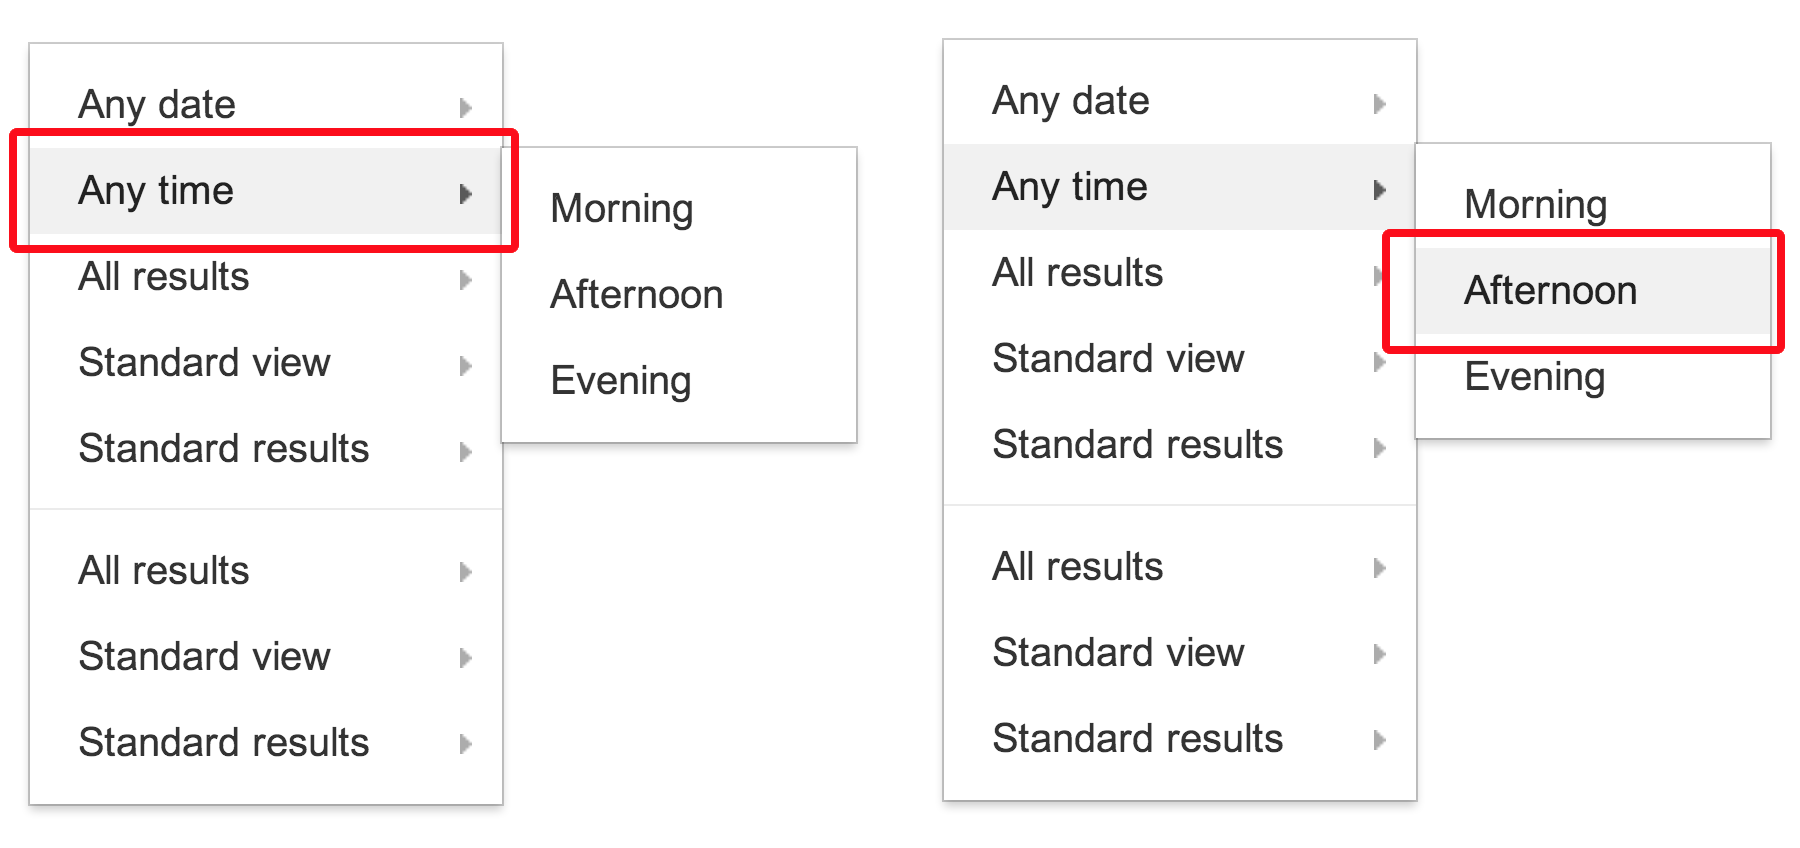 Any date
Any time
All results
Standard view
Standard results
All results
Standard view
Standard results
Morning
Afternoon
Evening
Any date
Any time
All results
Standard view
Standard results
All results
Standard view
Standard results
Morning
Afternoon
Evening